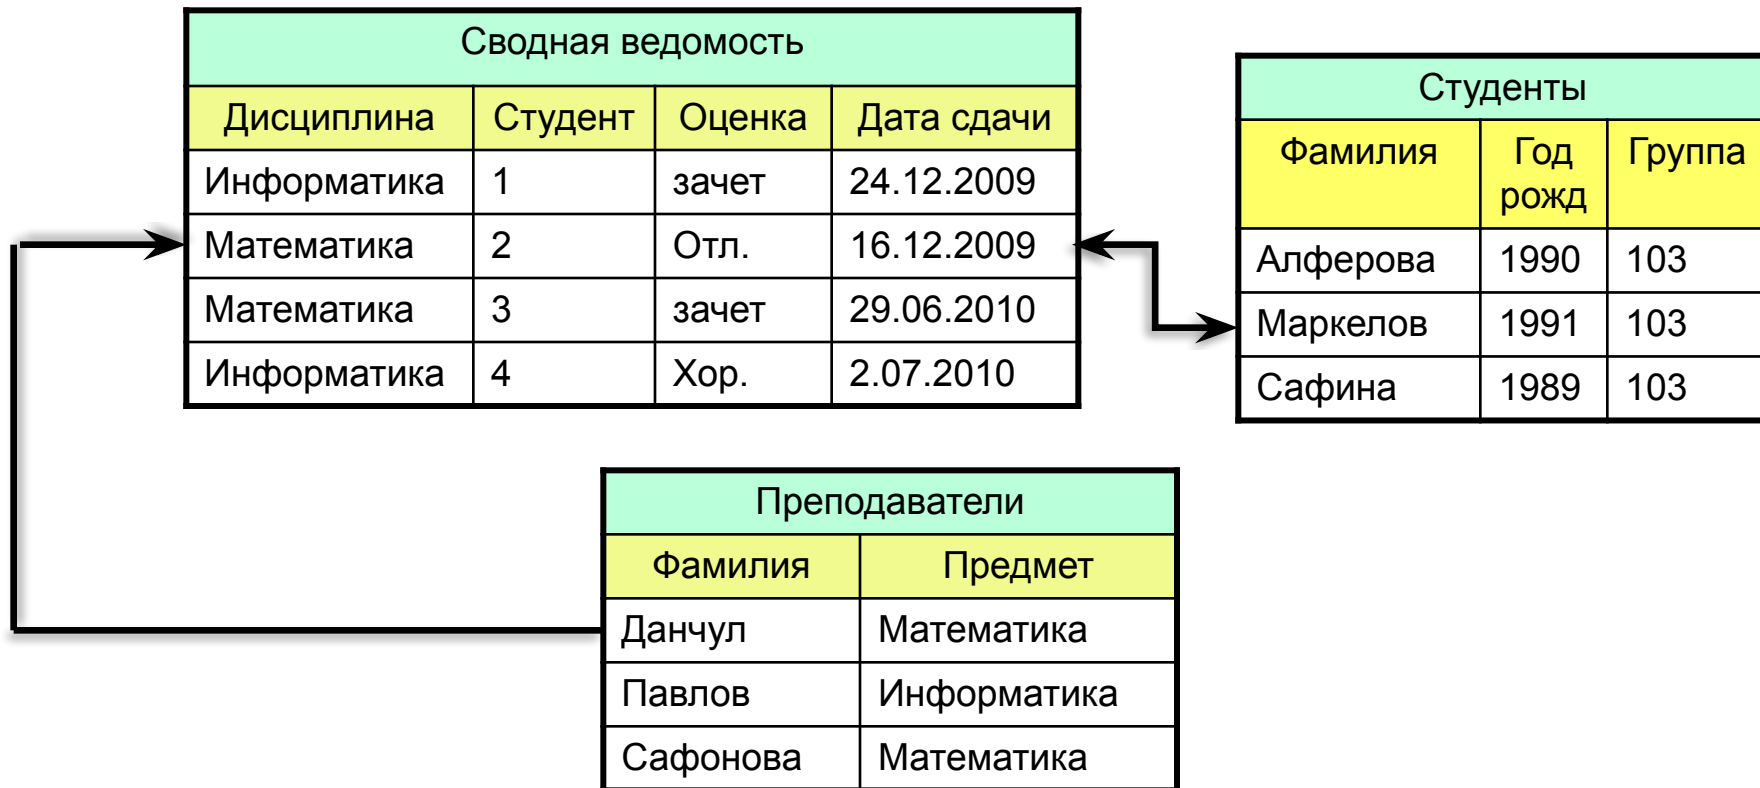 Сводная ведомость
Дисциплина Студент Оценка Дата сдачи
Информатика 1 зачет 24.12.2009
Математика 2 Отл. 16.12.2009
Математика 3 зачет 29.06.2010
Информатика 4 Хор. 2.07.2010
Студенты
Фамилия Год рожд Группа
Алферова 1990 103
Маркелов 1991 103
Сафина 1989 103
Преподаватели
Фамилия Предмет
Данчул Математика
Павлов Информатика
Сафонова Математика